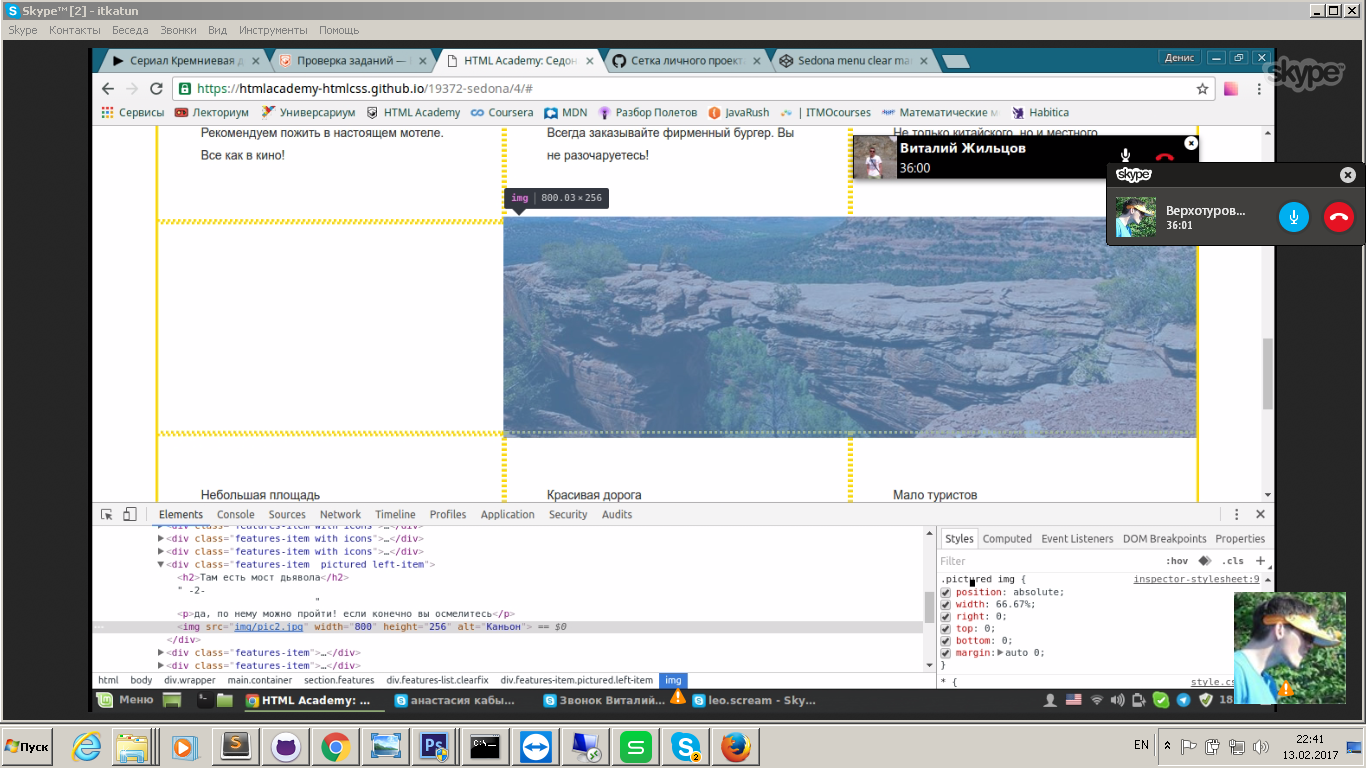 Skype™ [2] - itkatun
Skype Контакты Беседа Звонки Вид Инструменты Помощь
Сериал Кремниевая д
Проверка заданий —
HTML Academy: Седон
Сетка личного проект
Sedona menu clear ma
Денис
skype
https://htmlacademy-htmlcss.github.io/19372-sedona/4/#
Сервисы Лекториум Универсариум HTML Academy Coursera MDN Разбор Полетов JavaRush | ITMOcourses Математические м Habitica
Рекомендуем пожить в настоящем мотеле.
Все как в кино!
Всегда заказывайте фирменный бургер. Вы
не разочаруетесь!
Не только китайского, но и местного
Виталий Жильцов
36:00
skype
Верхотуров...
36:01
img | 800.03 × 256
Небольшая площадь
Красивая дорога
Мало туристов
Elements Console Sources Network Timeline Profiles Application Security Audits
<div class="features-item with icons">…</div>
<div class="features-item with icons">…</div>
<div class="features-item with icons">…</div>
<div class="features-item  pictured left-item">
<h2>Там есть мост дьявола</h2>
" -2-
"
<p>да, по нему можно пройти! если конечно вы осмелитесь</p>
<img src="img/pic2.jpg" width="800" height="256" alt="Каньон"> == $0
</div>
<div class="features-item">…</div>
<div class="features-item">…</div>
html body div.wrapper main.container section.features div.features-list.clearfix div.features-item.pictured.left-item img
Styles Computed Event Listeners DOM Breakpoints Properties
Filter :hov .cls +
.pictured img { inspector-stylesheet:9
position: absolute;
width: 66.67%;
right: 0;
top: 0;
bottom: 0;
margin: auto 0;
}
* { style.cs
Меню
HTML Academy: ...
анастасия кабы...
Звонок Виталий...
leo.scream - Sky...
18
Пуск
2
EN
22:41
13.02.2017